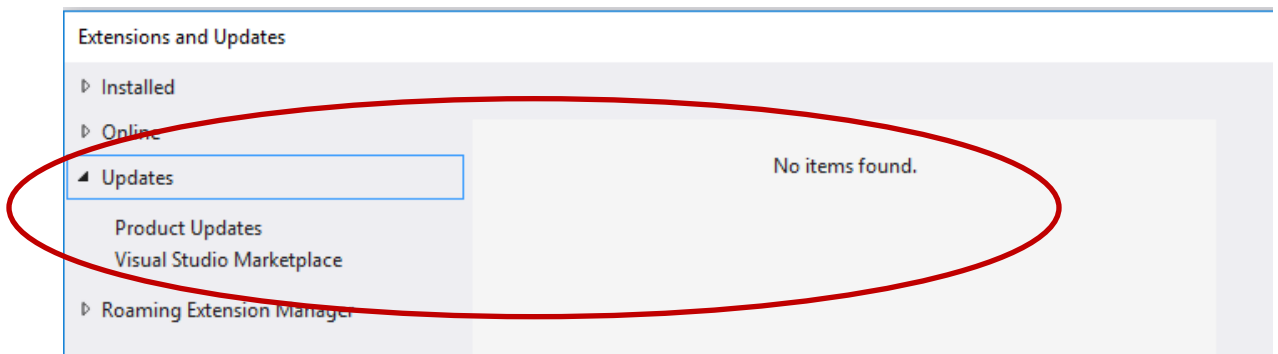 Extensions and Updates
Installed
Online
Updates
No items found.
Product Updates
Visual Studio Marketplace
Roaming Extension Manager